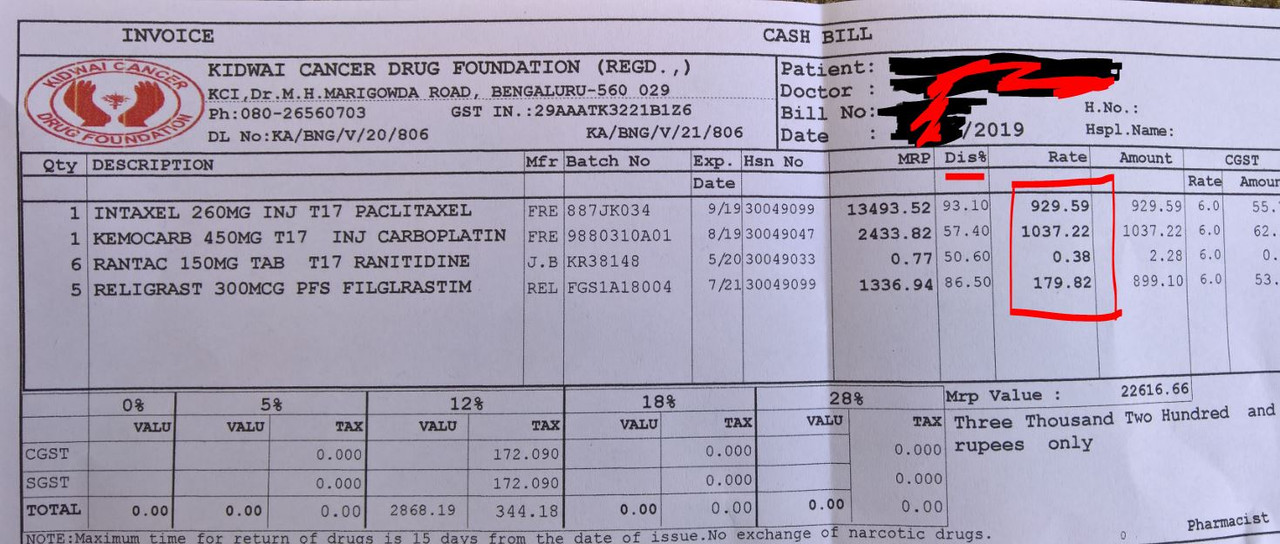 INVOICE CASH BILL
KIDWAI CANCER DRUG FOUNDATION
KIDWAI CANCER DRUG FOUNDATION (REGD.,)
KCI,Dr.M.H.MARIGOWDA ROAD, BENGALURU-560 029
Ph:080-26560703 GST IN.:29AAATK3221B1Z6
DL No:KA/BNG/V/20/806 KA/BNG/V/21/806
Patient:
Doctor :
Bill No: H.No.:
Date : /2019 Hspl.Name:
Qty DESCRIPTION Mfr Batch No Exp. Hsn No MRP Dis% Rate Amount CGST
Date Rate Amou
1 INTAXEL 260MG INJ T17 PACLITAXEL FRE 887JK034 9/19 30049099 13493.52 93.10 929.59 929.59 6.0 55.
1 KEMOCARB 450MG T17 INJ CARBOPLATIN FRE 9880310A01 8/19 30049047 2433.82 57.40 1037.22 1037.22 6.0 62.
6 RANTAC 150MG TAB T17 RANITIDINE J.B KR38148 5/20 30049033 0.77 50.60 0.38 2.28 6.0 0.
5 RELIGRAST 300MCG PFS FILGLRASTIM REL FGS1A18004 7/21 30049099 1336.94 86.50 179.82 899.10 6.0 53.
0% 5% 12% 18% 28% Mrp Value : 22616.66
VALU VALU TAX VALU TAX VALU TAX VALU TAX Three Thousand Two Hundred and
CGST 0.000 172.090 0.000 0.000 rupees only
SGST 0.000 172.090 0.000 0.000
TOTAL 0.00 0.00 0.00 2868.19 344.18 0.00 0.00 0.00 0.00
Pharmacist
NOTE:Maximum time for return of drugs is 15 days from the date of issue.No exchange of narcotic drugs. 0